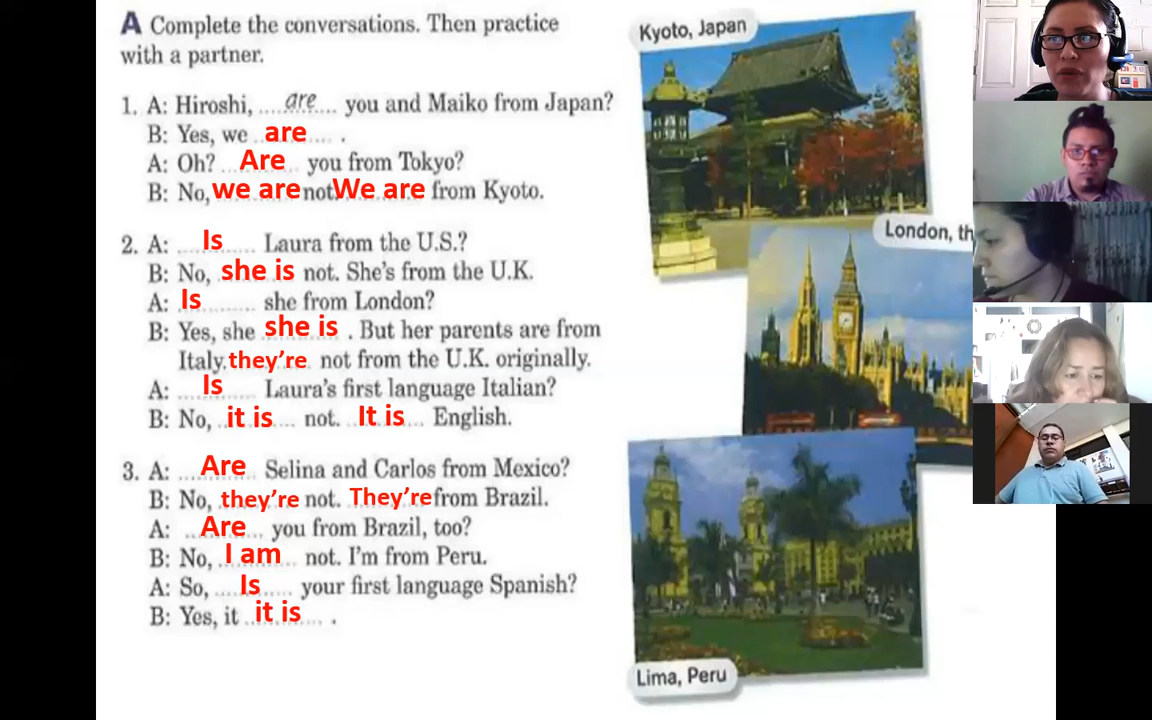 A Complete the conversations. Then practice
with a partner.
1. A: Hiroshi, ....are.... you and Maiko from Japan?
B: Yes, we are .
A: Oh? Are you from Tokyo?
B: No, we are not. We are from Kyoto.
2. A: Is Laura from the U.S.?
B: No, she is not. She's from the U.K.
A: Is she from London?
B: Yes, she she is . But her parents are from
Italy. they're not from the U.K. originally.
A: Is Laura's first language Italian?
B: No, it is not. It is English.
3. A: Are Selina and Carlos from Mexico?
B: No, they're not. They're from Brazil.
A: Are you from Brazil, too?
B: No, I am not. I'm from Peru.
A: So, Is your first language Spanish?
B: Yes, it it is .
Kyoto, Japan
London, th
Lima, Peru